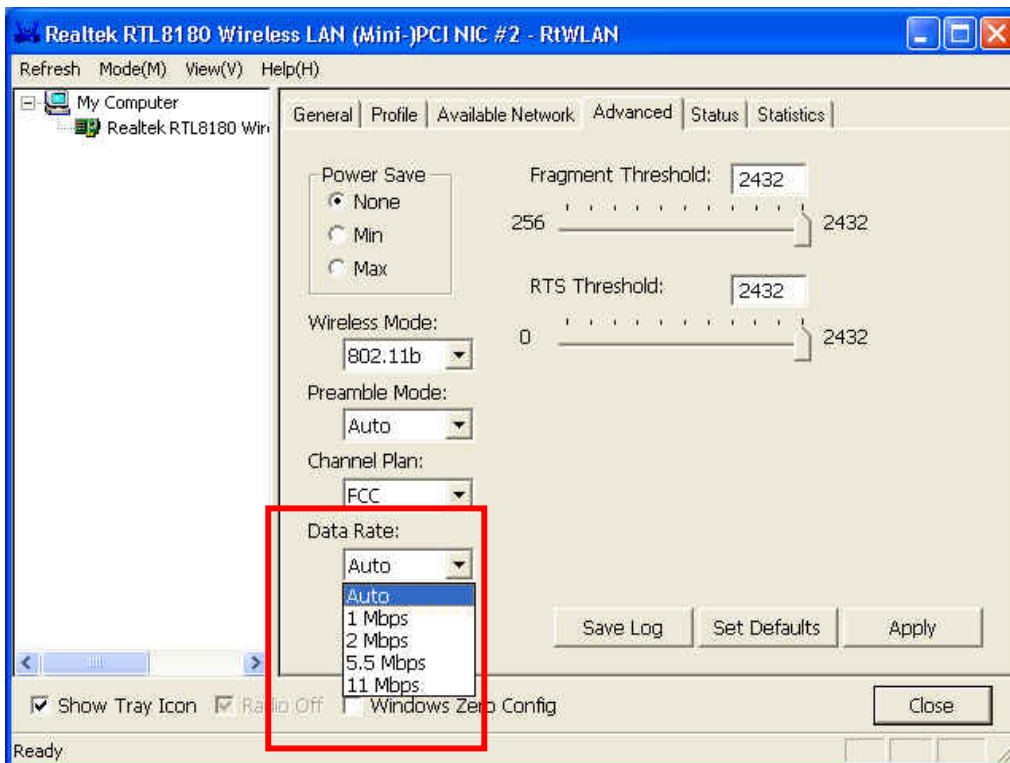 Realtek RTL8180 Wireless LAN (Mini-)PCI NIC #2 - RtWLAN
Refresh Mode(M) View(V) Help(H)
My Computer
Realtek RTL8180 Wir
General Profile Available Network Advanced Status Statistics
Power Save
None
Min
Max
Fragment Threshold: 2432
256 2432
RTS Threshold: 2432
0 2432
Wireless Mode:
802.11b
Preamble Mode:
Auto
Channel Plan:
FCC
Data Rate:
Auto
Auto
1 Mbps
2 Mbps
5.5 Mbps
11 Mbps
Save Log Set Defaults Apply
Show Tray Icon Radio Off Windows Zero Config Close
Ready